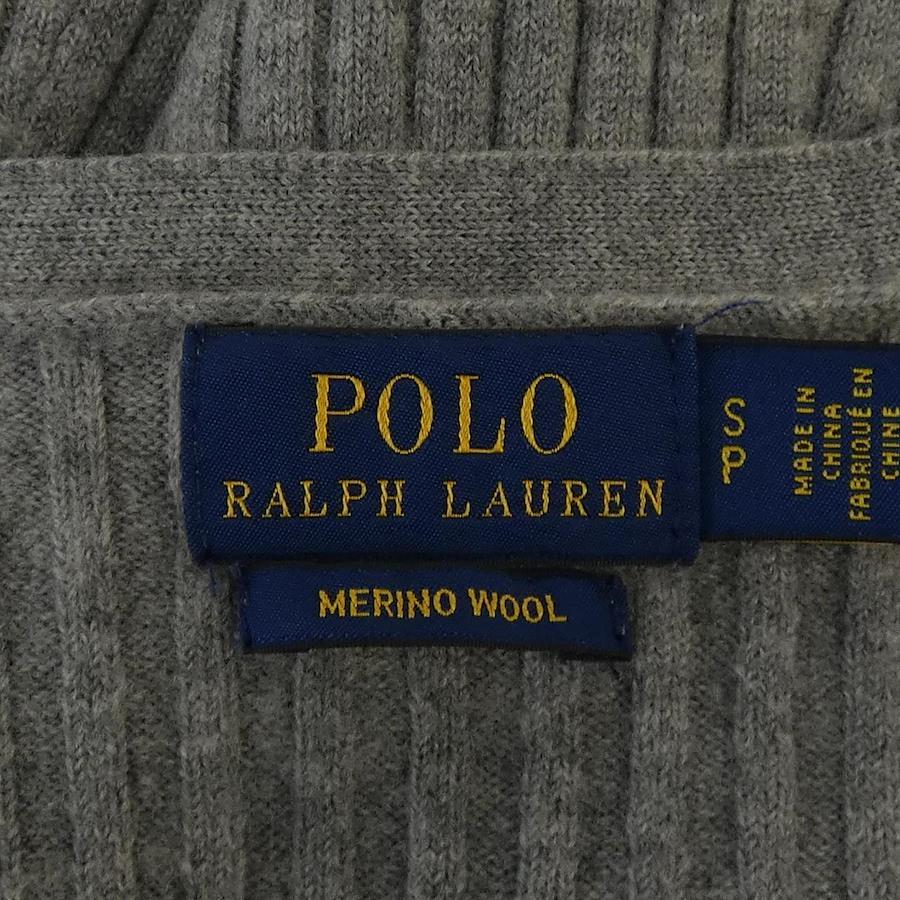 POLO
RALPH LAUREN
MERINO WOOL
S
P
MADE IN
CHINA
FABRIQUÉ EN
CHINE